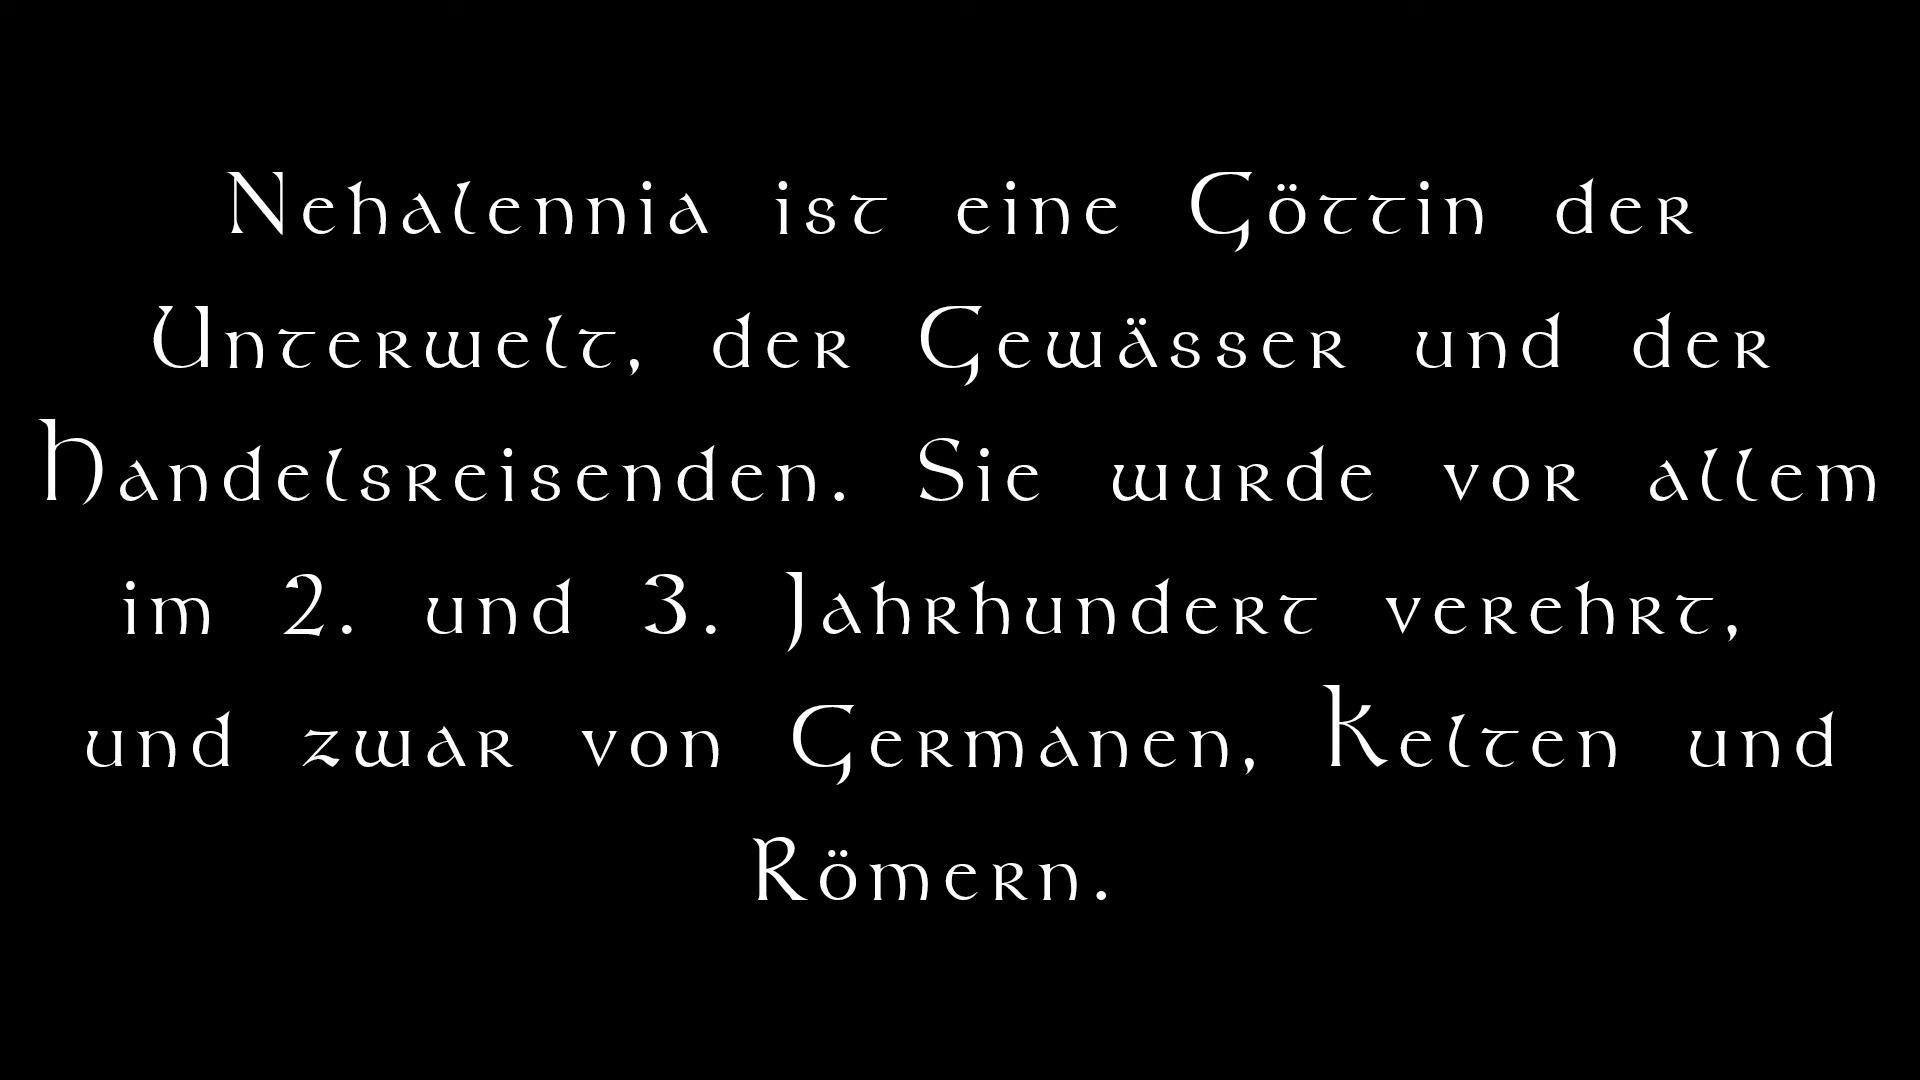 Nehalennia ist eine Göttin der
Unterwelt, der Gewässer und der
Handelsreisenden. Sie wurde vor allem
im 2. und 3. Jahrhundert verehrt,
und zwar von Germanen, Kelten und
Römern.